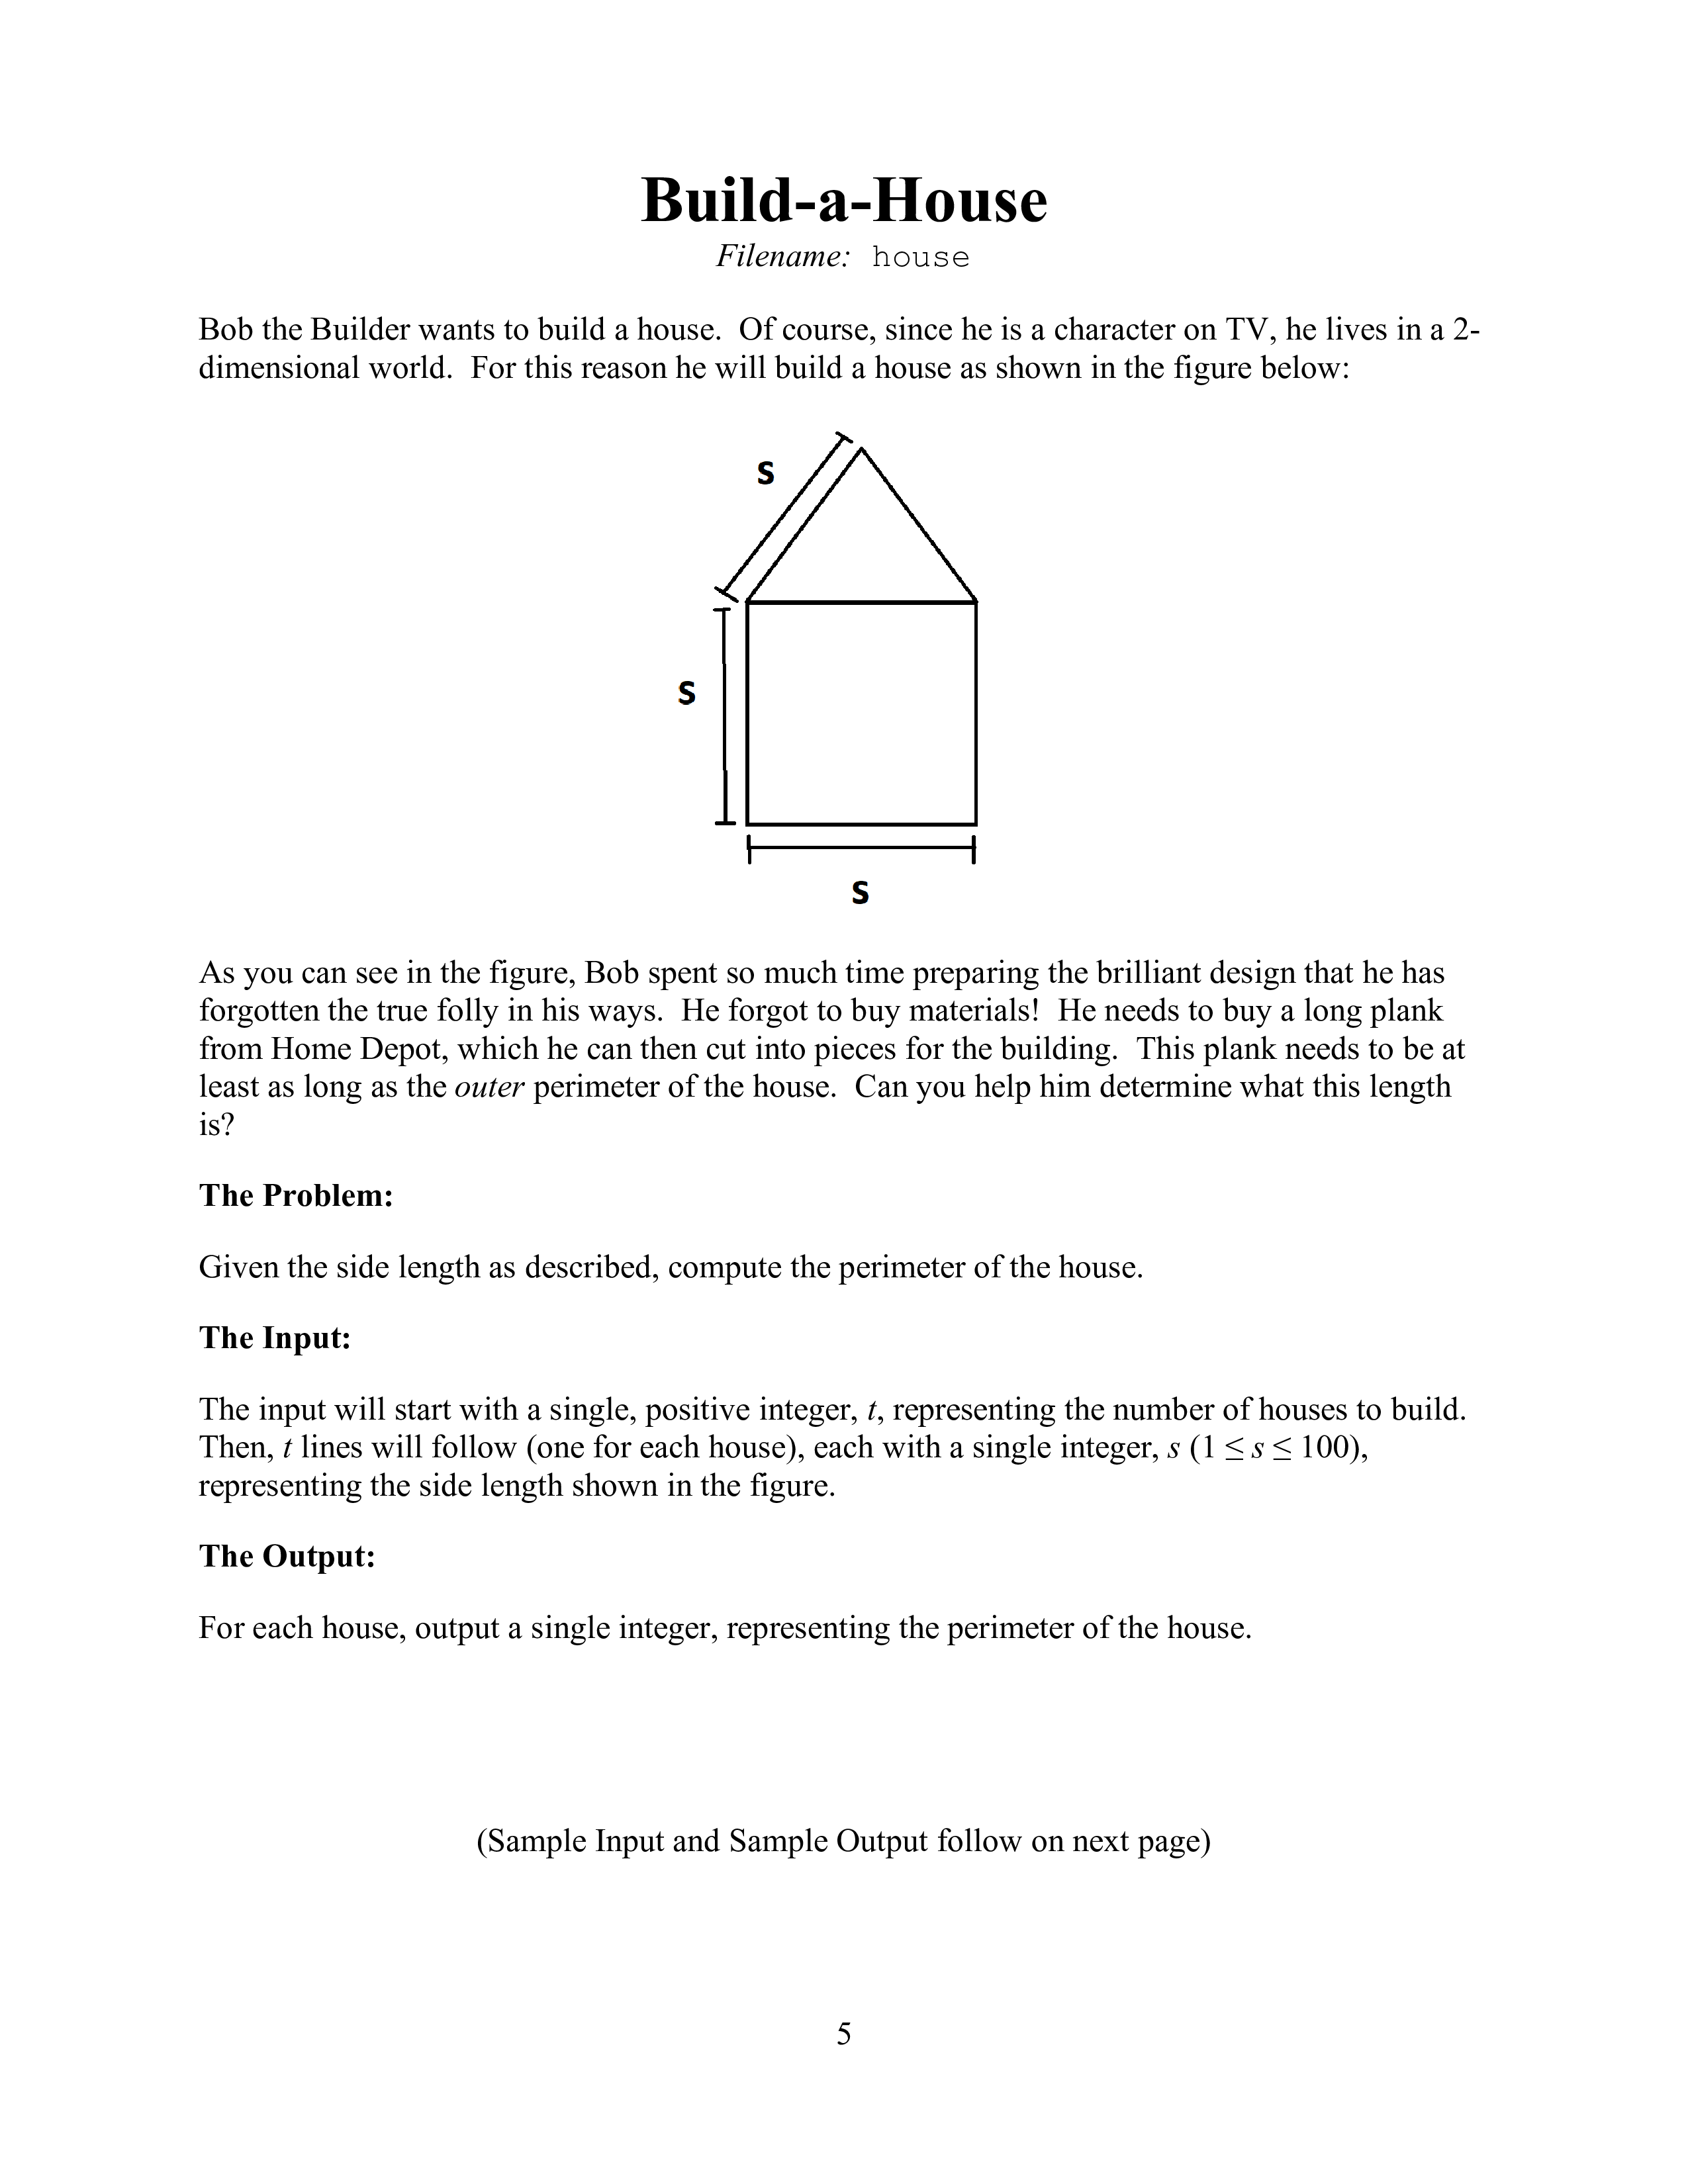 Build-a-House
Filename: house
Bob the Builder wants to build a house. Of course, since he is a character on TV, he lives in a 2-
dimensional world. For this reason he will build a house as shown in the figure below:
S
S
S
As you can see in the figure, Bob spent so much time preparing the brilliant design that he has
forgotten the true folly in his ways. He forgot to buy materials! He needs to buy a long plank
from Home Depot, which he can then cut into pieces for the building. This plank needs to be at
least as long as the outer perimeter of the house. Can you help him determine what this length
is?
The Problem:
Given the side length as described, compute the perimeter of the house.
The Input:
The input will start with a single, positive integer, t, representing the number of houses to build.
Then, t lines will follow (one for each house), each with a single integer, s (1 ≤ s ≤ 100),
representing the side length shown in the figure.
The Output:
For each house, output a single integer, representing the perimeter of the house.
(Sample Input and Sample Output follow on next page)
5